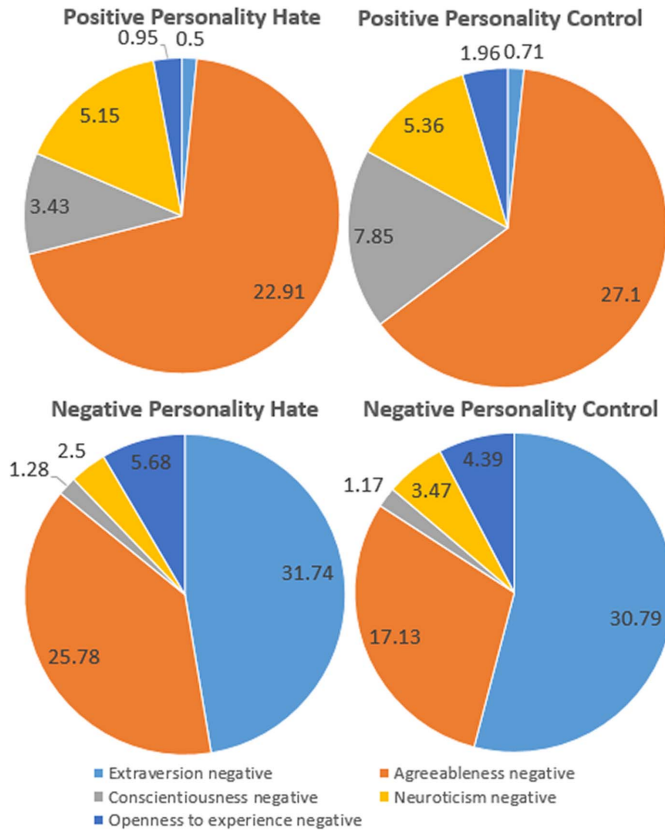 Positive Personality Hate
Positive Personality Control
0.95
0.5
5.15
3.43
22.91
1.96
0.71
5.36
7.85
27.1
Negative Personality Hate
Negative Personality Control
2.5
5.68
1.28
31.74
25.78
4.39
3.47
1.17
30.79
17.13
Extraversion negative
Agreeableness negative
Conscientiousness negative
Neuroticism negative
Openness to experience negative